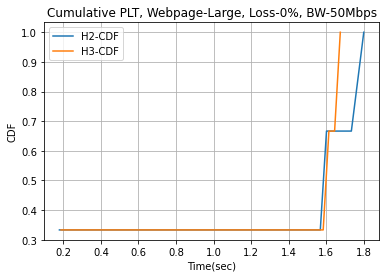 Cumulative PLT, Webpage-Large, Loss-0%, BW-50Mbps
H2-CDF
H3-CDF
1.0
0.9
0.8
0.7
0.6
0.5
0.4
0.3
CDF
0.2 0.4 0.6 0.8 1.0 1.2 1.4 1.6 1.8
Time(sec)